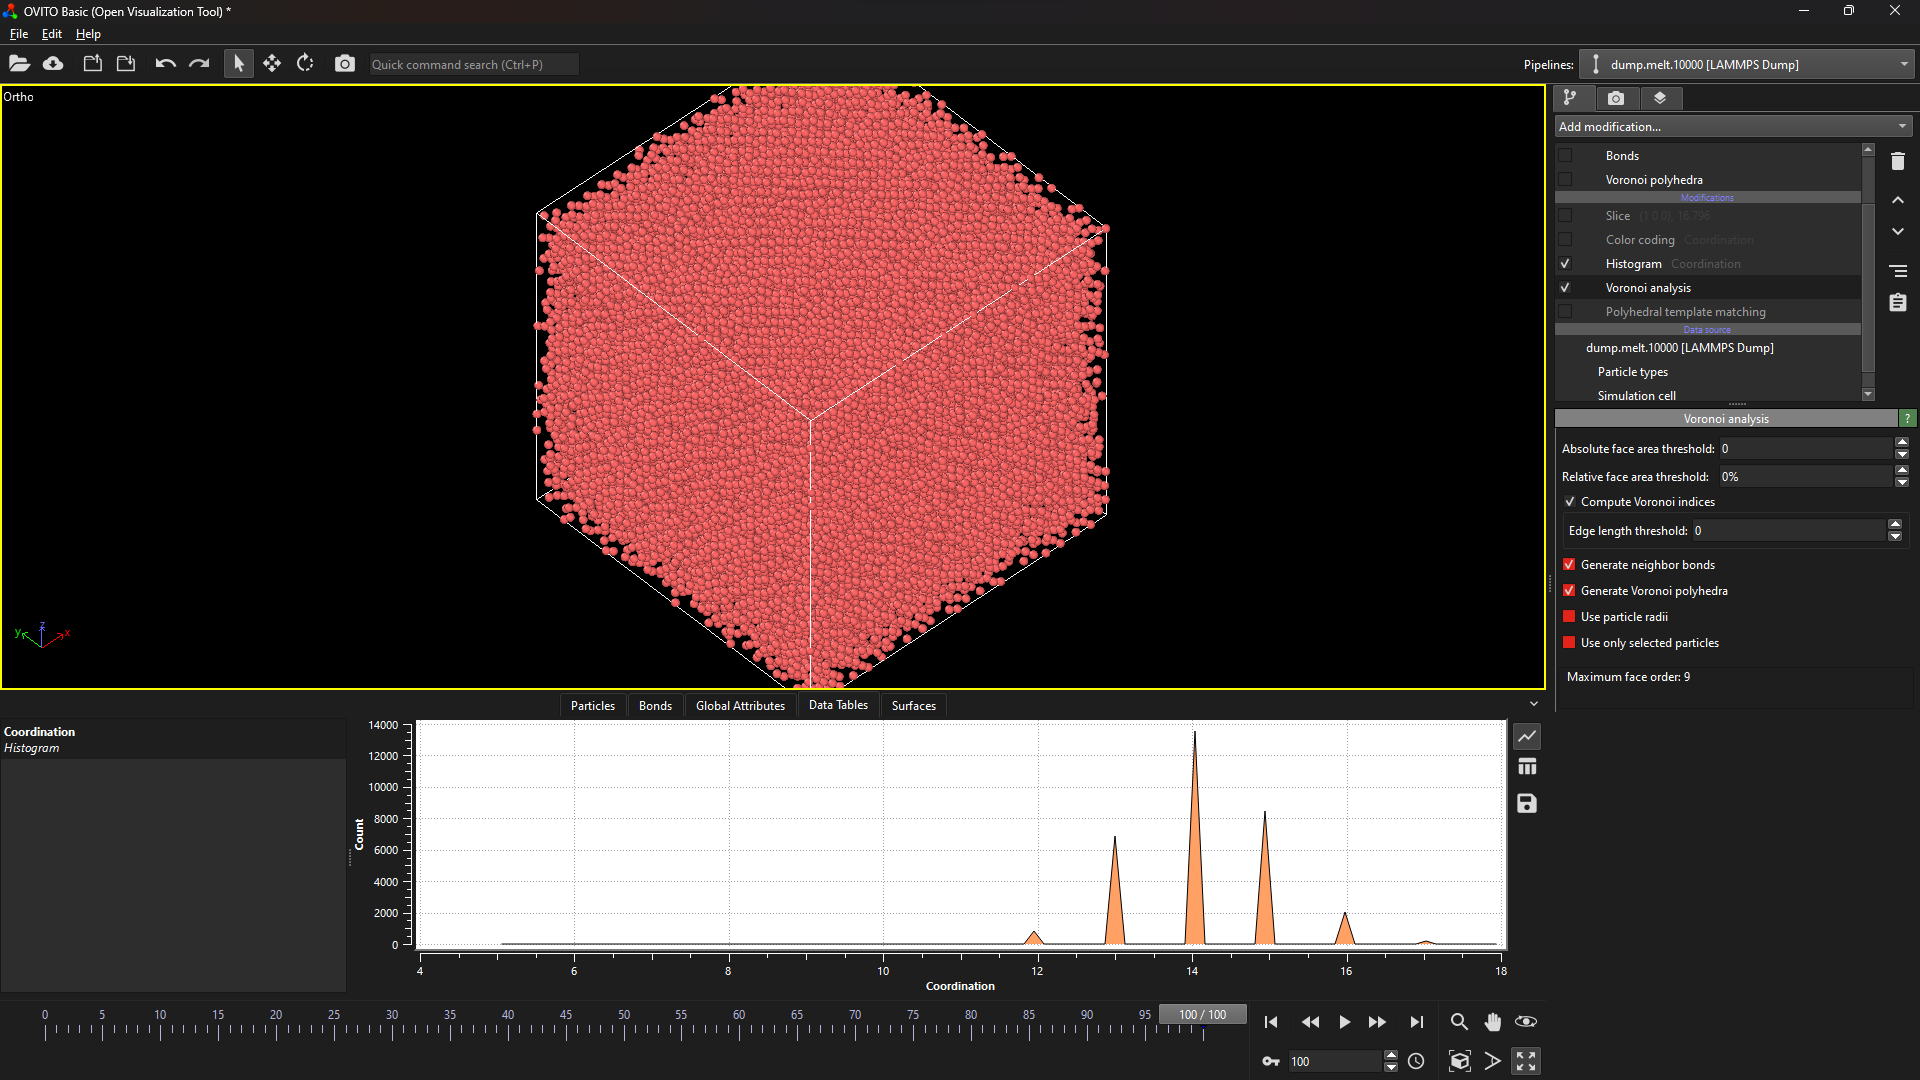 OVITO Basic (Open Visualization Tool) *
File Edit Help
Quick command search (Ctrl+P)
Pipelines: dump.melt.10000 [LAMMPS Dump]
Ortho
z
y x
Add modification...
Bonds
Voronoi polyhedra
Modifications
Slice (1 0 0), 16.796
Color coding Coordination
Histogram Coordination
Voronoi analysis
Polyhedral template matching
Data source
dump.melt.10000 [LAMMPS Dump]
Particle types
Simulation cell
Voronoi analysis ?
Absolute face area threshold: 0
Relative face area threshold: 0%
Compute Voronoi indices
Edge length threshold: 0
Generate neighbor bonds
Generate Voronoi polyhedra
Use particle radii
Use only selected particles
Maximum face order: 9
Particles Bonds Global Attributes Data Tables Surfaces
Coordination
Histogram
14000
12000
10000
8000
6000
4000
2000
0
Count
4 6 8 10 12 14 16 18
Coordination
0 5 10 15 20 25 30 35 40 45 50 55 60 65 70 75 80 85 90 95 100 / 100
100